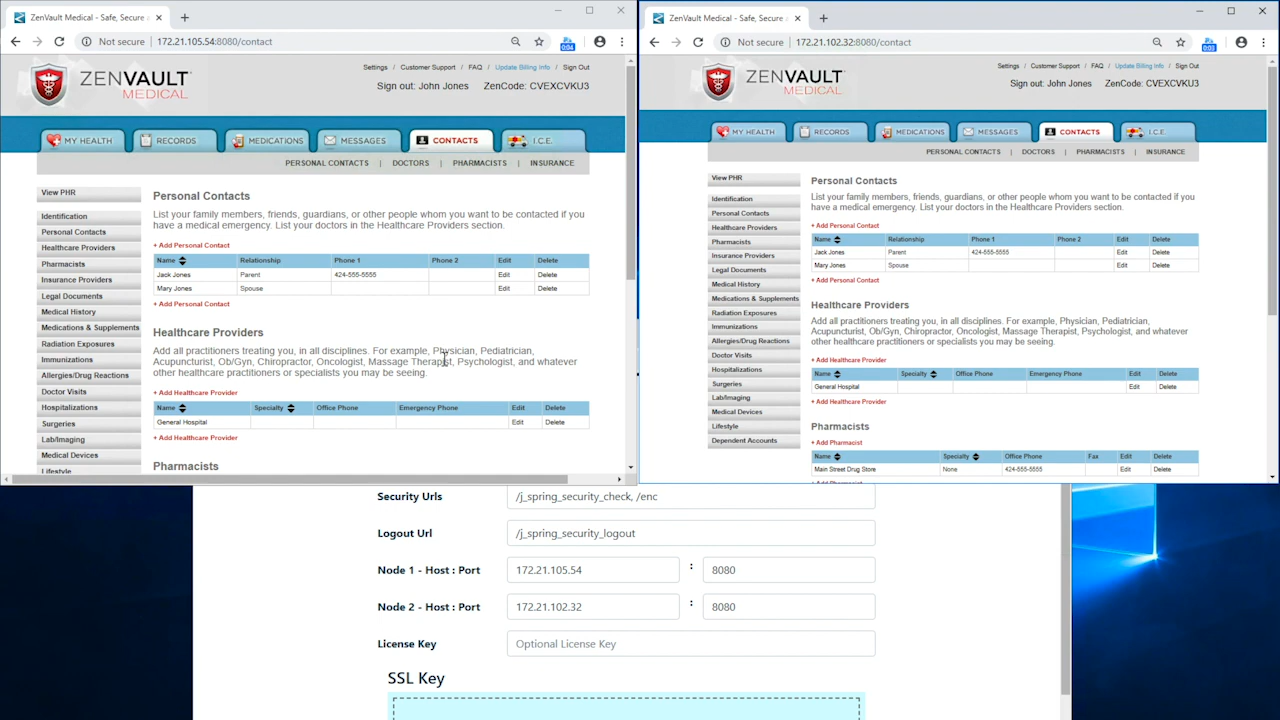 ZenVault Medical - Safe, Secure
Not secure 172.21.105.54:8080/contact
0:04
ZENVAULT
MEDICAL
Settings / Customer Support / FAQ / Update Billing Info / Sign Out
Sign out: John Jones ZenCode: CVEXCVKU3
MY HEALTH RECORDS MEDICATIONS MESSAGES CONTACTS I.C.E.
PERSONAL CONTACTS | DOCTORS | PHARMACISTS | INSURANCE
View PHR
Identification
Personal Contacts
Healthcare Providers
Pharmacists
Insurance Providers
Legal Documents
Medical History
Medications & Supplements
Radiation Exposures
Immunizations
Allergies/Drug Reactions
Doctor Visits
Hospitalizations
Surgeries
Lab/Imaging
Medical Devices
Lifestyle
Personal Contacts
List your family members, friends, guardians, or other people whom you want to be contacted if you
have a medical emergency. List your doctors in the Healthcare Providers section.
+ Add Personal Contact
Name Relationship Phone 1 Phone 2 Edit Delete
Jack Jones Parent 424-555-5555 Edit Delete
Mary Jones Spouse Edit Delete
+ Add Personal Contact
Healthcare Providers
Add all practitioners treating you, in all disciplines. For example, Physician, Pediatrician,
Acupuncturist, Ob/Gyn, Chiropractor, Oncologist, Massage Therapist, Psychologist, and whatever
other healthcare practitioners or specialists you may be seeing.
+ Add Healthcare Provider
Name Specialty Office Phone Emergency Phone Edit Delete
General Hospital Edit Delete
+ Add Healthcare Provider
Pharmacists
ZenVault Medical - Safe, Secure
Not secure 172.21.102.32:8080/contact
ZENVAULT
MEDICAL
Settings / Customer Support / FAQ / Update Billing Info / Sign Out
Sign out: John Jones ZenCode: CVEXCVKU3
MY HEALTH RECORDS MEDICATIONS MESSAGES CONTACTS I.C.E.
PERSONAL CONTACTS | DOCTORS | PHARMACISTS | INSURANCE
View PHR
Identification
Personal Contacts
Healthcare Providers
Pharmacists
Insurance Providers
Legal Documents
Medical History
Medications & Supplements
Radiation Exposures
Immunizations
Allergies/Drug Reactions
Doctor Visits
Hospitalizations
Surgeries
Lab/Imaging
Medical Devices
Lifestyle
Dependent Accounts
Personal Contacts
List your family members, friends, guardians, or other people whom you want to be contacted if you
have a medical emergency. List your doctors in the Healthcare Providers section.
+ Add Personal Contact
Name Relationship Phone 1 Phone 2 Edit Delete
Jack Jones Parent 424-555-5555 Edit Delete
Mary Jones Spouse Edit Delete
+ Add Personal Contact
Healthcare Providers
Add all practitioners treating you, in all disciplines. For example, Physician, Pediatrician,
Acupuncturist, Ob/Gyn, Chiropractor, Oncologist, Massage Therapist, Psychologist, and whatever
other healthcare practitioners or specialists you may be seeing.
+ Add Healthcare Provider
Name Specialty Office Phone Emergency Phone Edit Delete
General Hospital Edit Delete
+ Add Healthcare Provider
Pharmacists
+ Add Pharmacist
Name Specialty Office Phone Fax Edit Delete
Main Street Drug Store None 424-555-5555 Edit Delete
Security Urls /j_spring_security_check, /enc
Logout Url /j_spring_security_logout
Node 1 - Host : Port 172.21.105.54 : 8080
Node 2 - Host : Port 172.21.102.32 : 8080
License Key Optional License Key
SSL Key